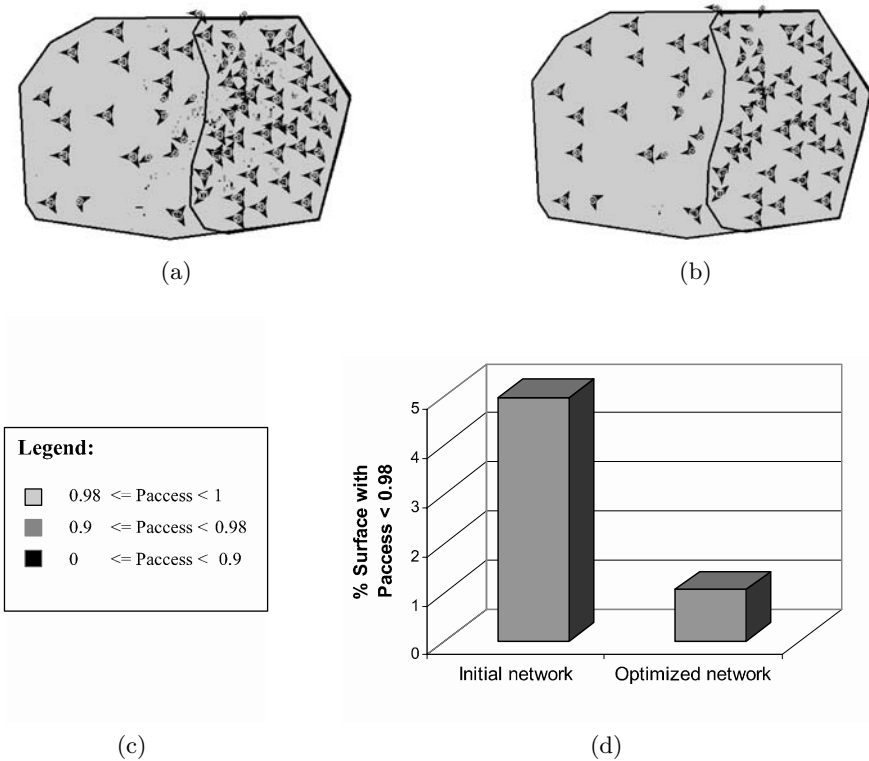 (a)
(b)
Legend:
0.98 <= Paccess < 1
0.9 <= Paccess < 0.98
0 <= Paccess < 0.9
(c)
% Surface with
Paccess < 0.98
5
4
3
2
1
0
Initial network
Optimized network
(d)